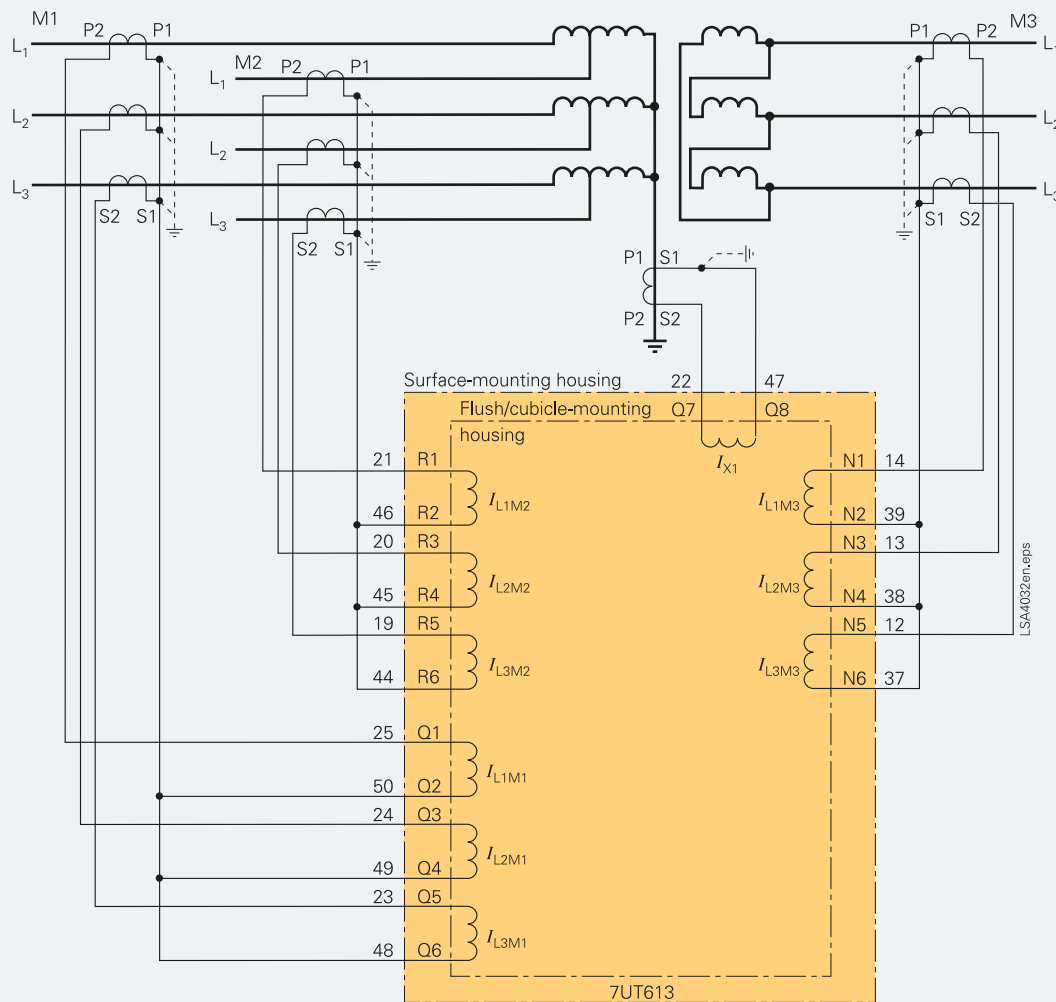 M1 P2 P1 P1 P2 M3
L1 L1
M2 P2 P1
L1
L2 L2
L2
L3 L3
S2 S1 S1 S2
L3
S2 S1
P1 S1
P2 S2
Surface-mounting housing 22 47
Flush/cubicle-mounting Q7 Q8
housing
IX1
21 R1 N1 14
IL1M2 IL1M3
46 R2 N2 39
20 R3 N3 13
IL2M2 IL2M3
45 R4 N4 38
19 R5 N5 12
IL3M2 IL3M3
44 R6 N6 37
25 Q1
IL1M1
50 Q2
24 Q3
IL2M1
49 Q4
23 Q5
IL3M1
48 Q6
7UT613
LSA4032en.eps